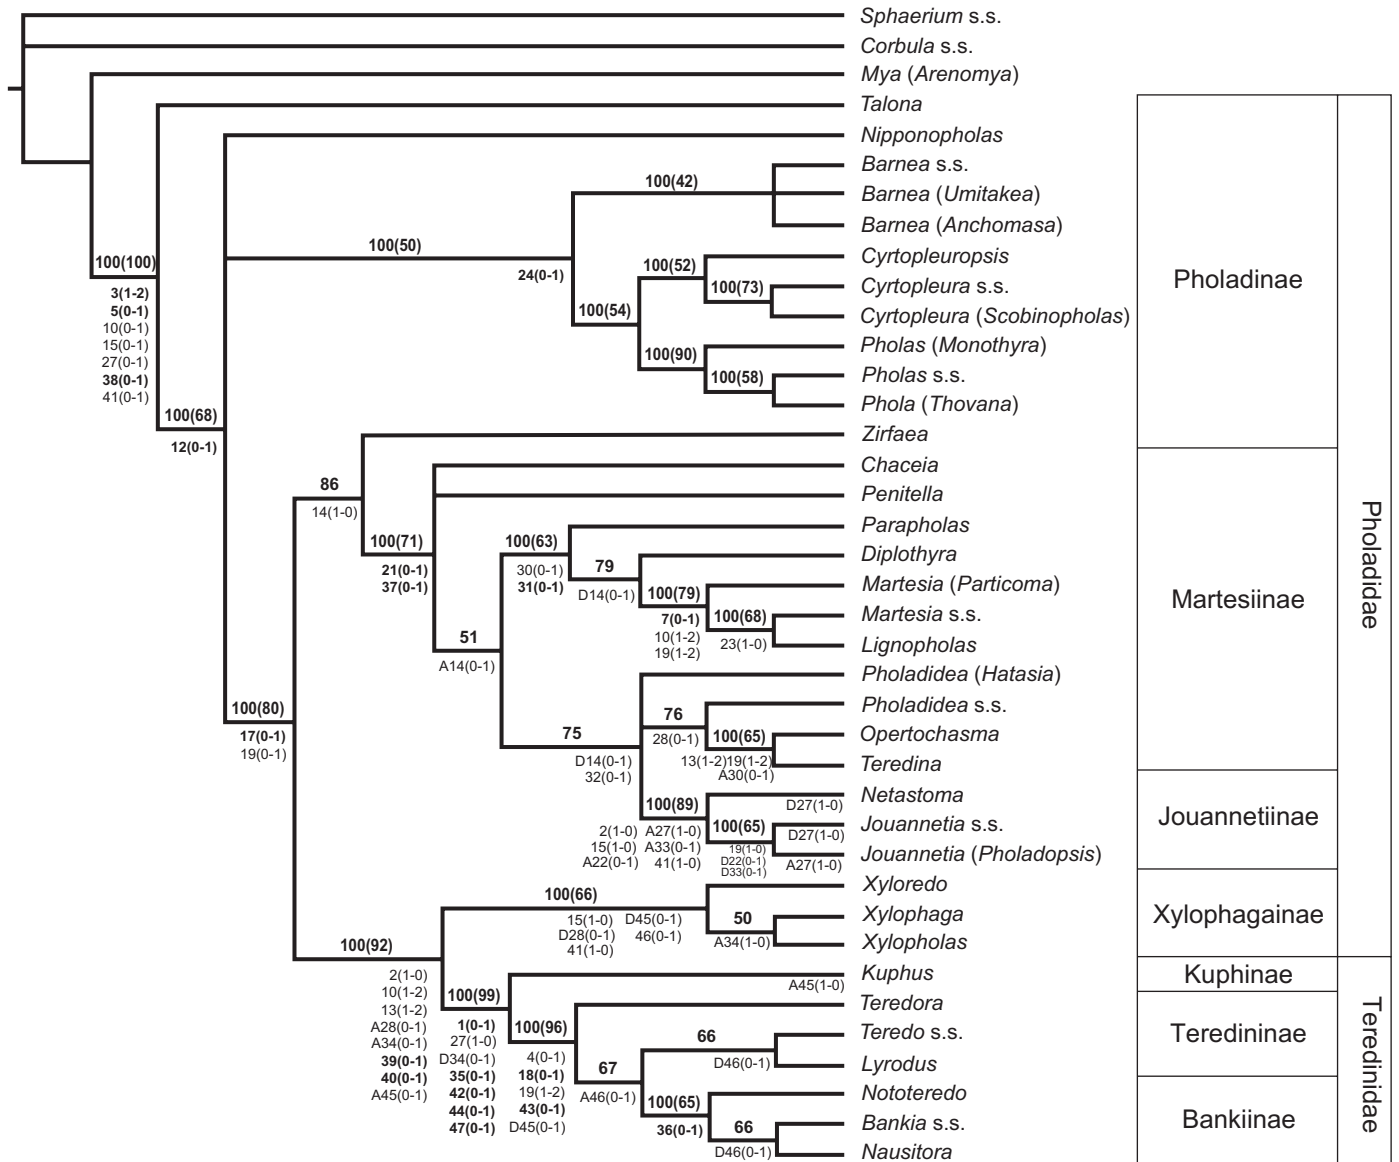 Sphaerium s.s.
Corbula s.s.
Mya (Arenomya)
Talona
Nipponopholas
Barnea s.s.
100(42)
Barnea (Umitakea)
Barnea (Anchomasa)
100(50)
24(0-1)
Cyrtopleuropsis
100(52)
Cyrtopleura s.s.
100(73)
Cyrtopleura (Scobinopholas)
100(54)
Pholas (Monothyra)
100(90)
Pholas s.s.
100(58)
Phola (Thovana)
100(100)
3(1-2)
5(0-1)
10(0-1)
15(0-1)
27(0-1)
38(0-1)
41(0-1)
100(68)
12(0-1)
Zirfaea
Chaceia
86
14(1-0)
Penitella
Parapholas
100(71)
21(0-1)
37(0-1)
100(63)
30(0-1)
31(0-1)
Diplothyra
79
D14(0-1)
Martesia (Particoma)
100(79)
7(0-1)
10(1-2)
19(1-2)
Martesia s.s.
100(68)
23(1-0)
Lignopholas
51
A14(0-1)
Pholadidea (Hatasia)
Pholadidea s.s.
76
28(0-1)
Opertochasma
100(65)
13(1-2)19(1-2)
A30(0-1)
Teredina
75
D14(0-1)
32(0-1)
100(80)
17(0-1)
19(0-1)
Netastoma
D27(1-0)
100(89)
2(1-0) A27(1-0)
15(1-0) A33(0-1)
A22(0-1) 41(1-0)
Jouannetia s.s.
D27(1-0)
100(65)
19(1-0)
D22(0-1)
D33(0-1)
Jouannetia (Pholadopsis)
A27(1-0)
Xyloredo
100(66)
15(1-0) D45(0-1)
D28(0-1) 46(0-1)
41(1-0)
Xylophaga
50
A34(1-0)
Xylopholas
100(92)
2(1-0)
10(1-2)
13(1-2)
A28(0-1)
A34(0-1)
39(0-1)
40(0-1)
A45(0-1)
Kuphus
A45(1-0)
100(99)
1(0-1)
27(1-0)
D34(0-1)
35(0-1)
42(0-1)
44(0-1)
47(0-1)
Teredora
100(96)
4(0-1)
18(0-1)
19(1-2)
43(0-1)
D45(0-1)
Teredo s.s.
66
D46(0-1)
Lyrodus
67
A46(0-1)
Nototeredo
100(65)
36(0-1)
Bankia s.s.
66
D46(0-1)
Nausitora
Pholadinae
Martesiinae
Jouannetiinae
Xylophagainae
Kuphinae
Teredininae
Bankiinae
Pholadidae
Teredinidae